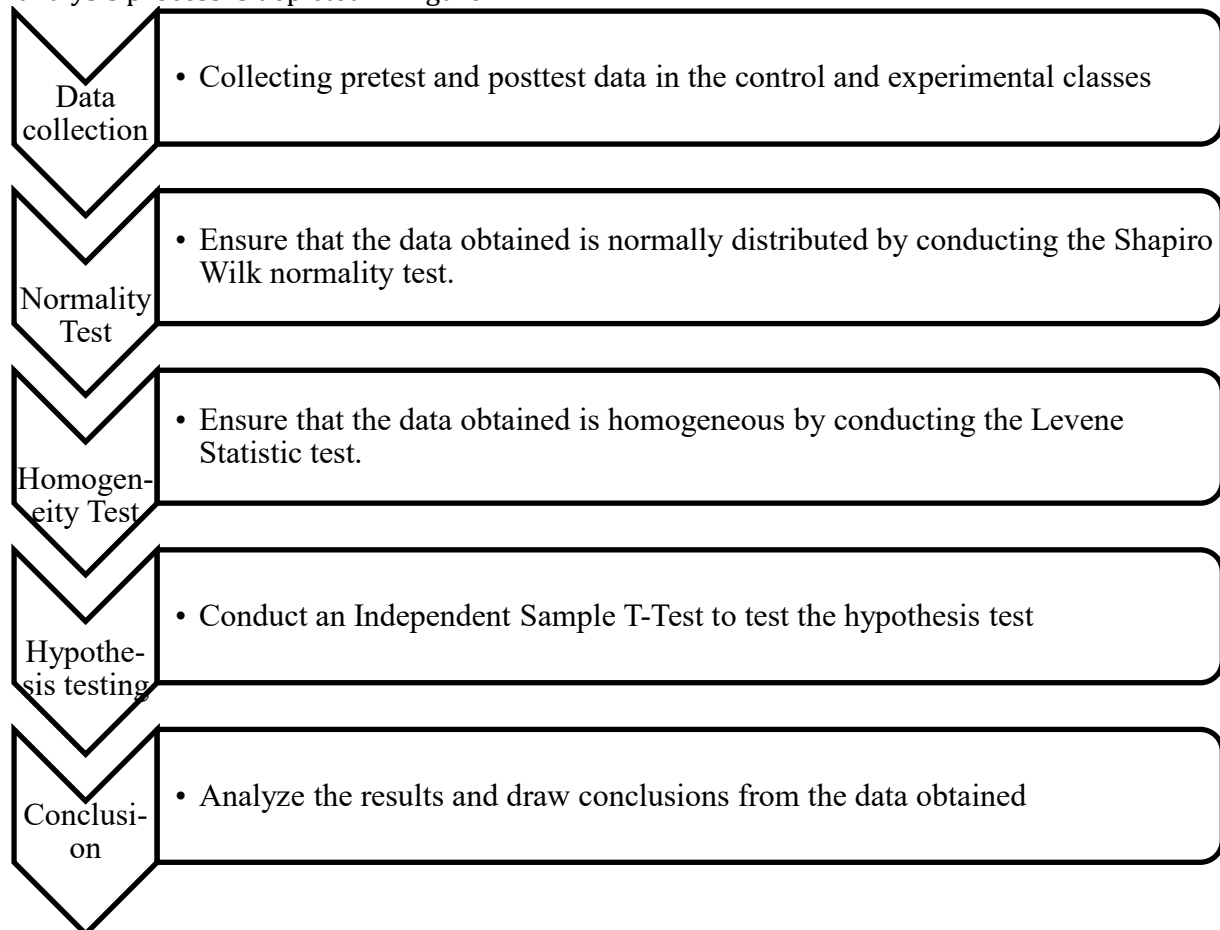 Data
collection
• Collecting pretest and posttest data in the control and experimental classes
Normality
Test
• Ensure that the data obtained is normally distributed by conducting the Shapiro
Wilk normality test.
Homogen-
eity Test
• Ensure that the data obtained is homogeneous by conducting the Levene
Statistic test.
Hypothe-
sis testing
• Conduct an Independent Sample T-Test to test the hypothesis test
Conclusi-
on
• Analyze the results and draw conclusions from the data obtained